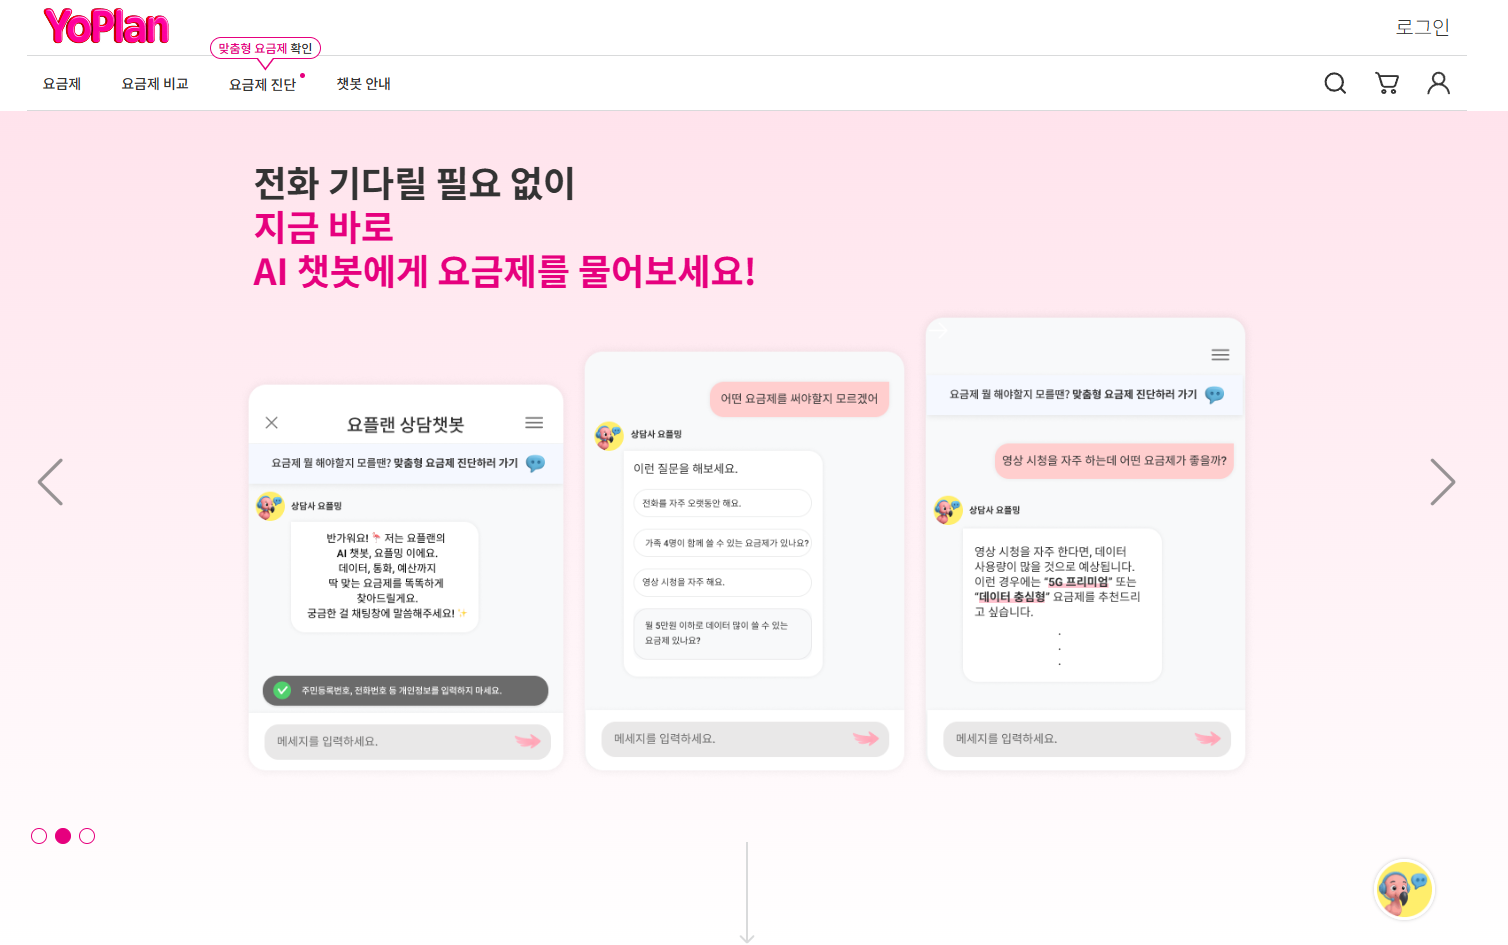 YoPlan
로그인
맞춤형 요금제 확인
요금제
요금제 비교
요금제 진단
챗봇 안내
전화 기다릴 필요 없이
지금 바로
AI 챗봇에게 요금제를 물어보세요!
요플랜 상담챗봇
요금제 뭘 해야할지 모를땐? 맞춤형 요금제 진단하러 가기
상담사 요플밍
반가워요! 🦩 저는 요플랜의
AI 챗봇, 요플밍 이에요.
데이터, 통화, 예산까지
딱 맞는 요금제를 똑똑하게
찾아드릴게요.
궁금한 걸 채팅창에 말씀해주세요! ✨
주민등록번호, 전화번호 등 개인정보를 입력하지 마세요.
메세지를 입력하세요.
어떤 요금제를 써야할지 모르겠어
상담사 요플밍
이런 질문을 해보세요.
전화를 자주 오랫동안 해요.
가족 4명이 함께 쓸 수 있는 요금제가 있나요?
영상 시청을 자주 해요.
월 5만원 이하로 데이터 많이 쓸 수 있는
요금제 있나요?
메세지를 입력하세요.
요금제 뭘 해야할지 모를땐? 맞춤형 요금제 진단하러 가기
영상 시청을 자주 하는데 어떤 요금제가 좋을까?
상담사 요플밍
영상 시청을 자주 한다면, 데이터
사용량이 많을 것으로 예상됩니다.
이런 경우에는 “5G 프리미엄” 또는
“데이터 충심형” 요금제를 추천드리
고 싶습니다.
.
.
.
메세지를 입력하세요.